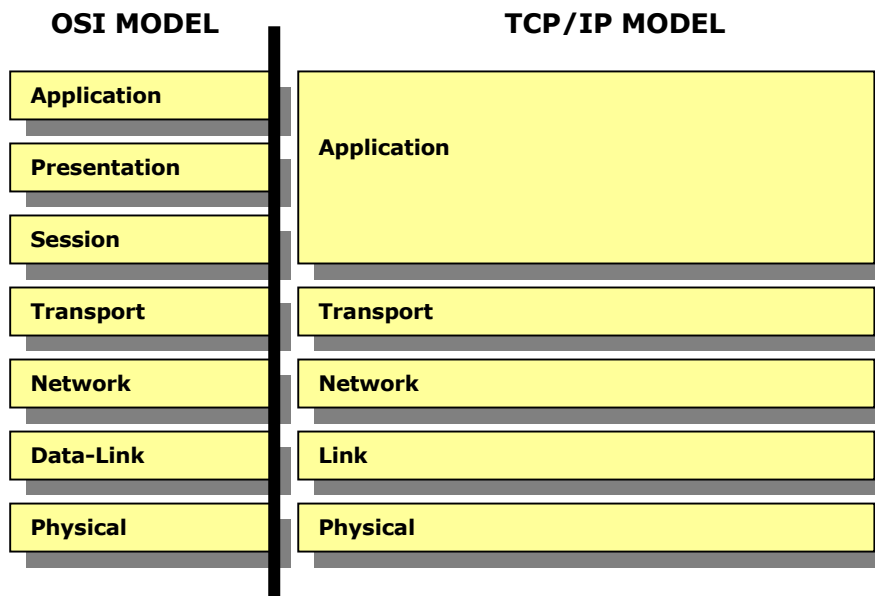 OSI MODEL
TCP/IP MODEL
Application
Presentation
Session
Transport
Network
Data-Link
Physical
Application
Transport
Network
Link
Physical